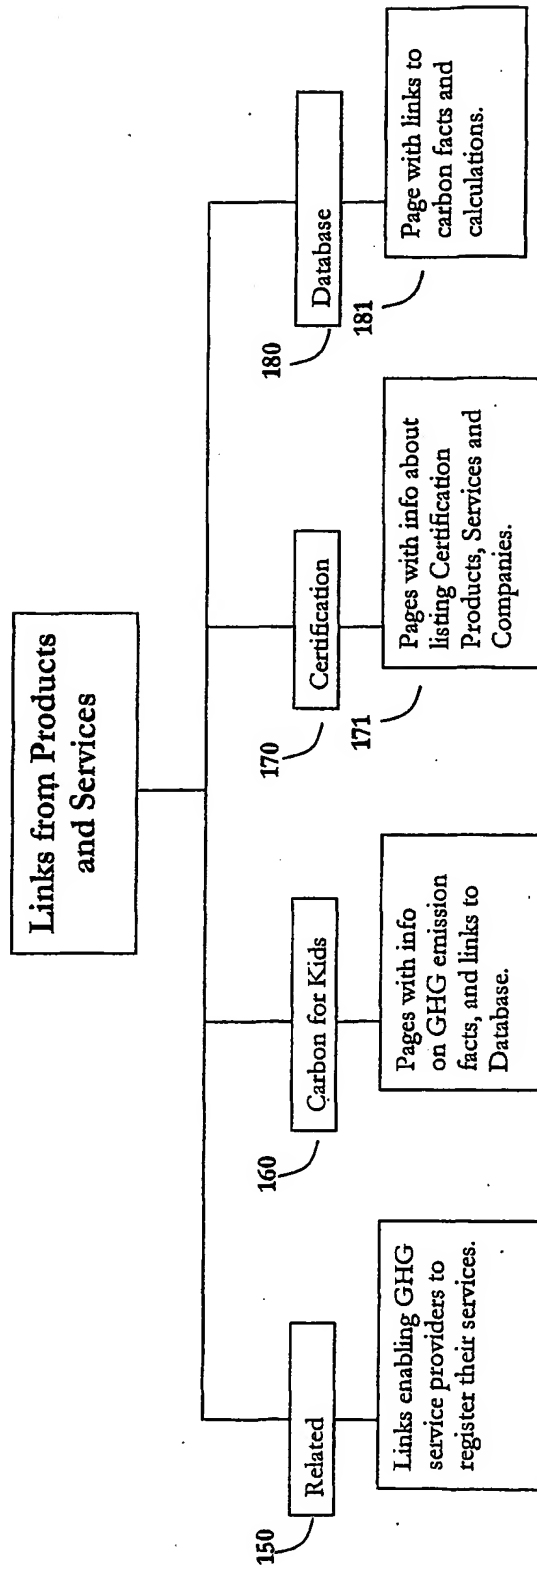 Links from Products
and Services
150
Related
Links enabling GHG
service providers to
register their services.
160
Carbon for Kids
Pages with info
on GHG emission
facts, and links to
Database.
170
Certification
171
Pages with info about
listing Certification
Products, Services and
Companies.
180
Database
181
Page with links to
carbon facts and
calculations.